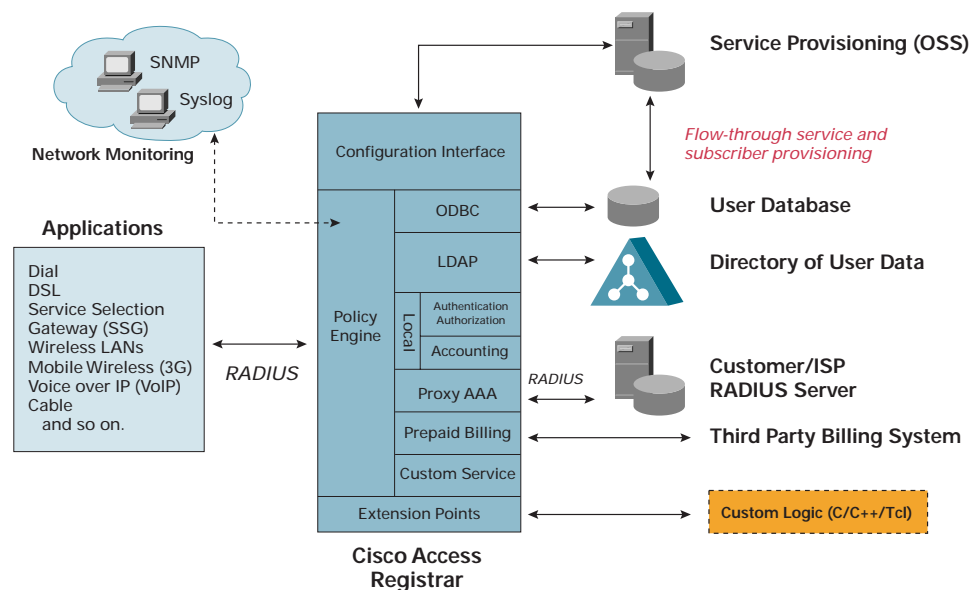 SNMP
Syslog
Network Monitoring
Service Provisioning (OSS)
Flow-through service and
subscriber provisioning
Configuration Interface
Applications
Dial
DSL
Service Selection
Gateway (SSG)
Wireless LANs
Mobile Wireless (3G)
Voice over IP (VoIP)
Cable
and so on.
RADIUS
Policy
Engine
ODBC
LDAP
Local
Authentication
Authorization
Accounting
Proxy AAA
Prepaid Billing
Custom Service
Extension Points
Cisco Access
Registrar
User Database
Directory of User Data
RADIUS
Customer/ISP
RADIUS Server
Third Party Billing System
Custom Logic (C/C++/Tcl)